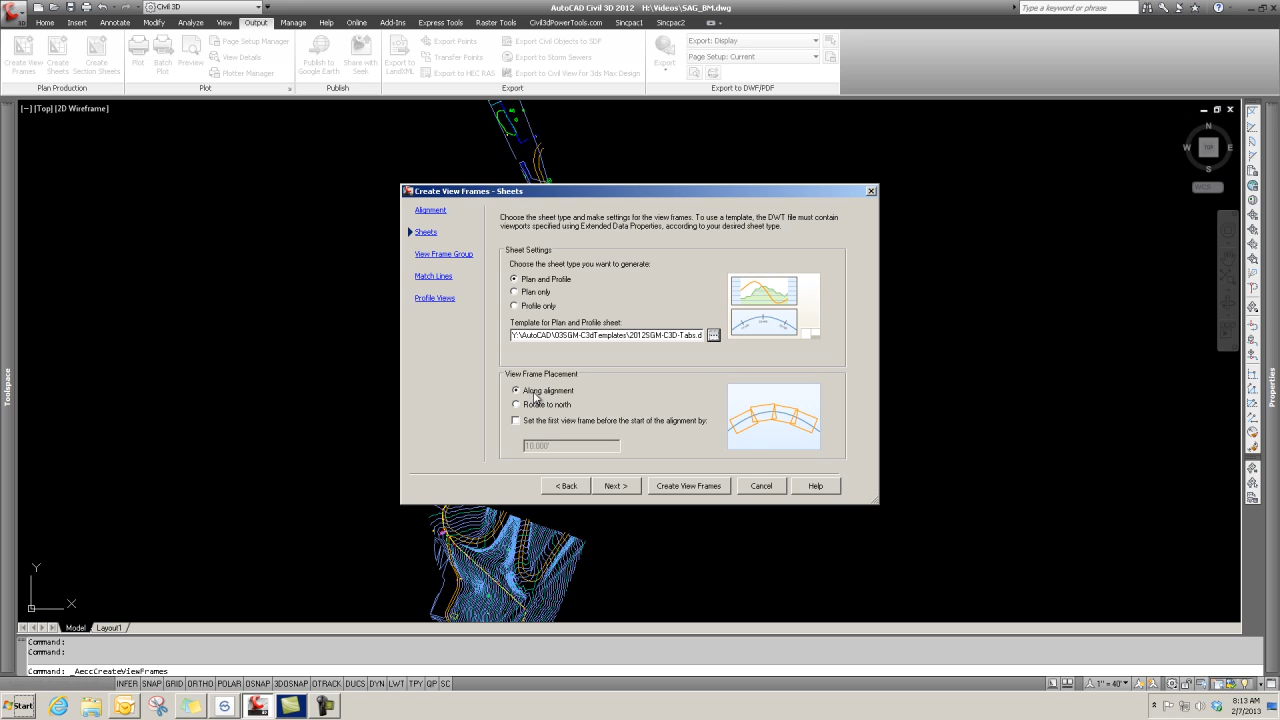 Civil 3D
AutoCAD Civil 3D 2012 H:\Videos\SAG_BM.dwg
Type a keyword or phrase
Home Insert Annotate Modify Analyze View Output Manage Help Online Add-Ins Express Tools Raster Tools Civil3dPowerTools.com Sincpac1 Sincpac2
Create View Frames
Create Sheets
Create Section Sheets
Plan Production
Plot
Batch Plot
Preview
Page Setup Manager
View Details
Plotter Manager
Plot
Publish to Google Earth
Share with Seek
Publish
Export to LandXML
Export Points
Transfer Points
Export to HEC RAS
Export Civil Objects to SDF
Export to Storm Sewers
Export to Civil View for 3ds Max Design
Export
Export
Export: Display
Page Setup: Current
Export to DWF/PDF
[−] [Top] [2D Wireframe]
N
W TOP E
S
WCS
Toolspace
Properties
Create View Frames - Sheets
Alignment
Sheets
View Frame Group
Match Lines
Profile Views
Choose the sheet type and make settings for the view frames. To use a template, the DWT file must contain
viewports specified using Extended Data Properties, according to your desired sheet type.
Sheet Settings
Choose the sheet type you want to generate:
Plan and Profile
Plan only
Profile only
Template for Plan and Profile sheet:
Y:\AutoCAD\03SGM-C3dTemplates\2012SGM-C3D-Tabs.d
...
View Frame Placement
Along alignment
Rotate to north
Set the first view frame before the start of the alignment by:
10.000'
< Back Next > Create View Frames Cancel Help
Y
X
Model Layout1
Command:
Command:
Command: _AeccCreateViewFrames
INFER SNAP GRID ORTHO POLAR OSNAP 3DOSNAP OTRACK DUCS DYN LWT TPY QP SC
1" = 40'
Start
8:13 AM
2/7/2013